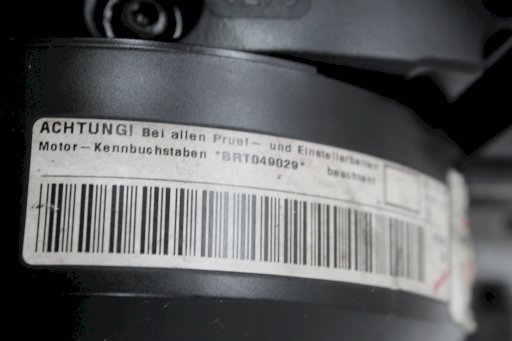 ACHTUNG! Bei allen Pruef- und Einstellarbeiten
Motor-Kennbuchstaben *BRT049029* beachten!